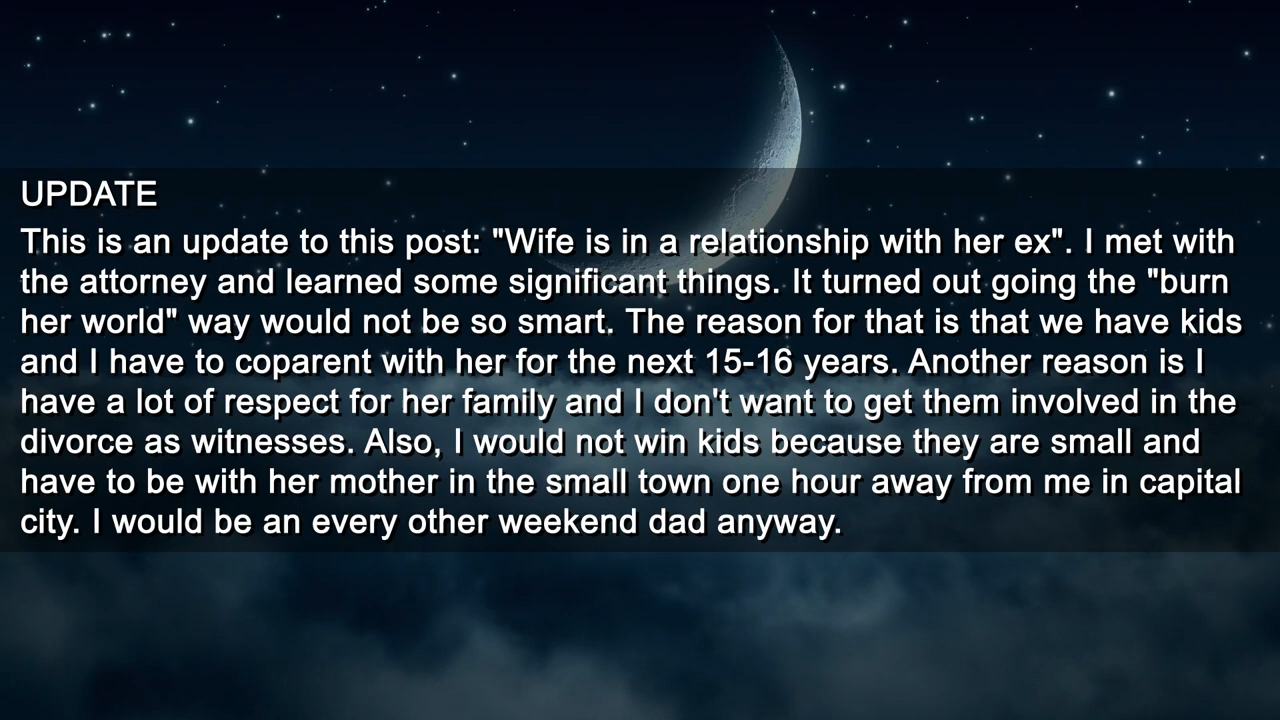 UPDATE
This is an update to this post: "Wife is in a relationship with her ex". I met with
the attorney and learned some significant things. It turned out going the "burn
her world" way would not be so smart. The reason for that is that we have kids
and I have to coparent with her for the next 15-16 years. Another reason is I
have a lot of respect for her family and I don't want to get them involved in the
divorce as witnesses. Also, I would not win kids because they are small and
have to be with her mother in the small town one hour away from me in capital
city. I would be an every other weekend dad anyway.